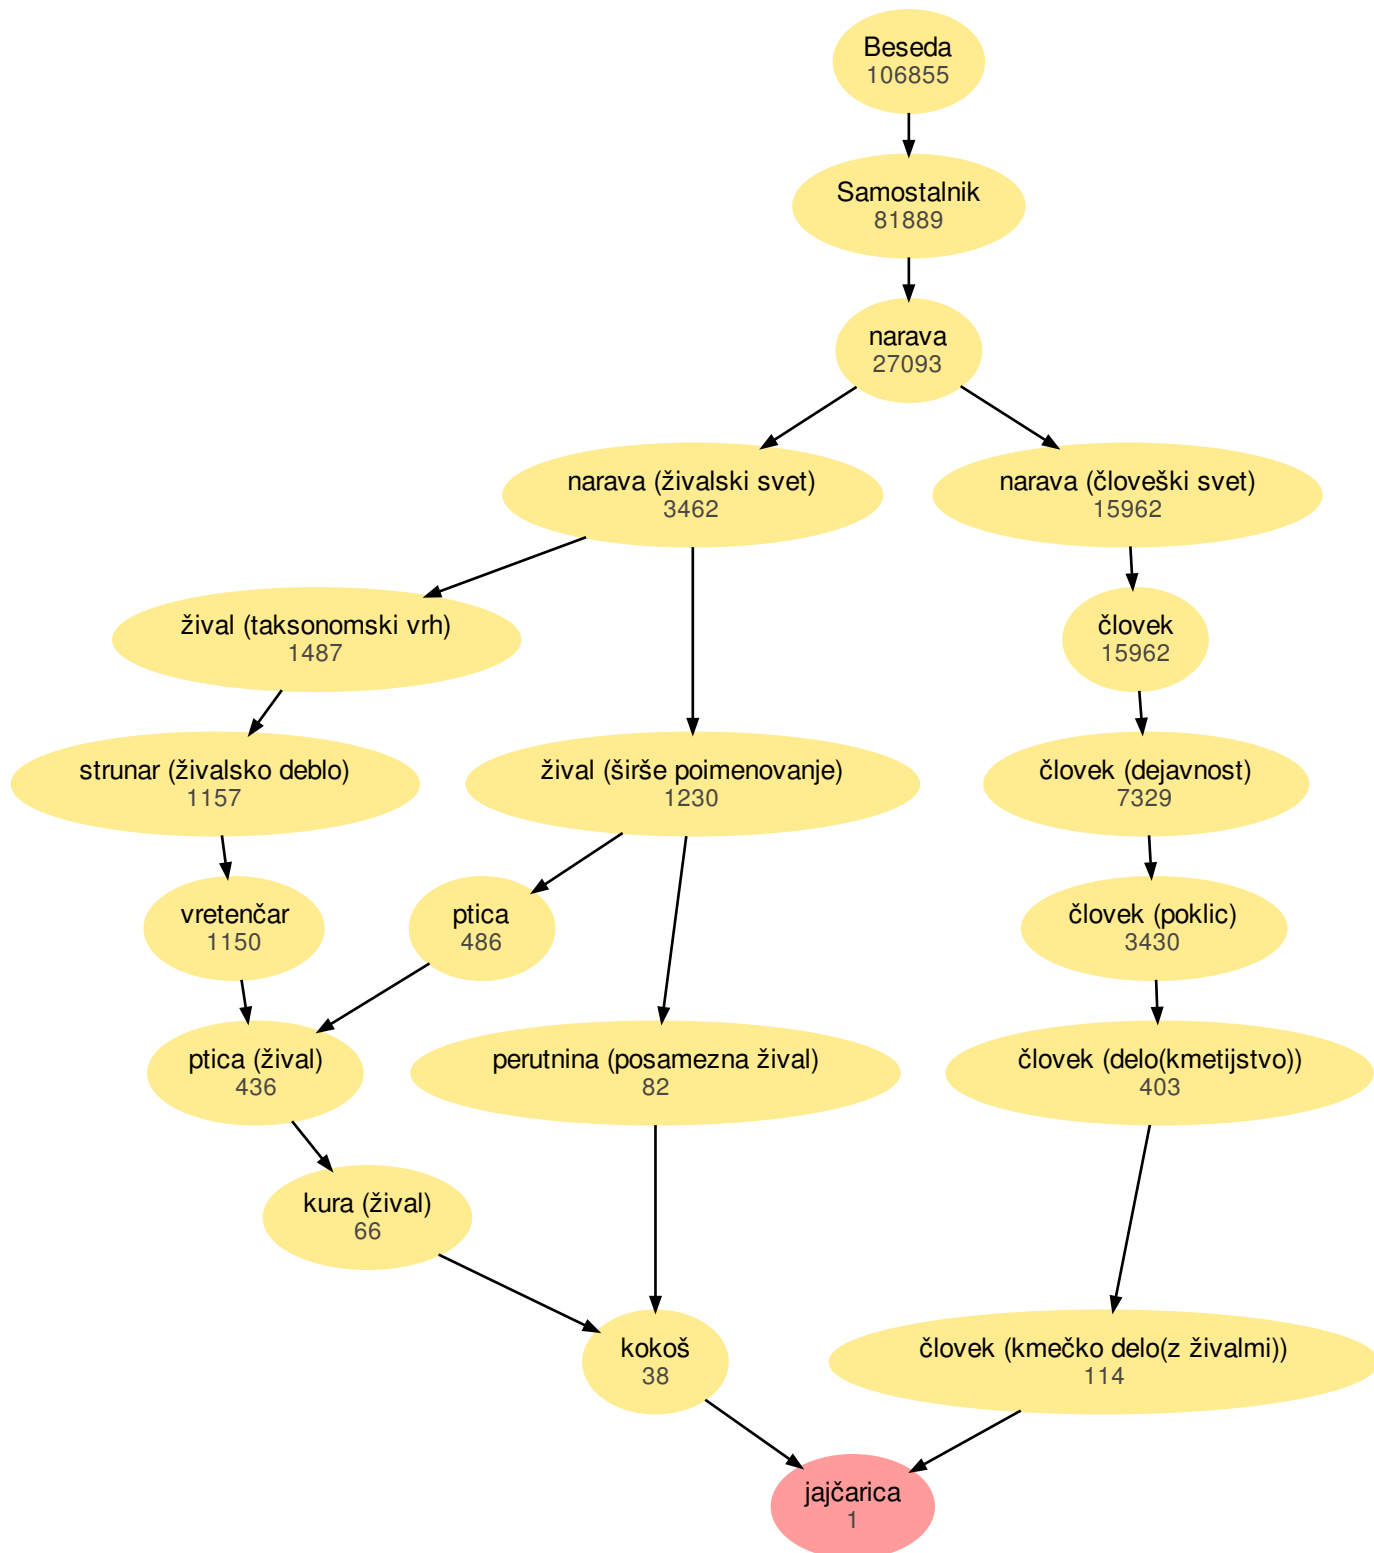 Beseda
106855
Samostalnik
81889
narava
27093
narava (živalski svet)
3462
narava (človeški svet)
15962
žival (taksonomski vrh)
1487
človek
15962
strunar (živalsko deblo)
1157
žival (širše poimenovanje)
1230
človek (dejavnost)
7329
vretenčar
1150
ptica
486
človek (poklic)
3430
ptica (žival)
436
perutnina (posamezna žival)
82
človek (delo(kmetijstvo))
403
kura (žival)
66
kokoš
38
človek (kmečko delo(z živalmi))
114
jajčarica
1